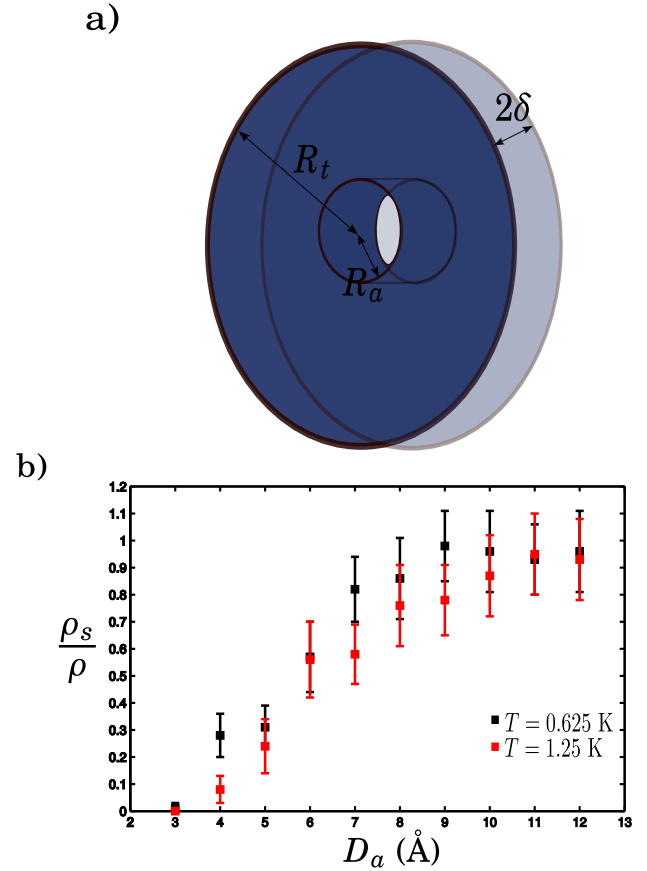 a)
2δ
R_t
R_a
b)
1.2
1.1
1
0.9
0.8
0.7
0.6
0.5
0.4
0.3
0.2
0.1
0
ρ_s/ρ
T = 0.625 K
T = 1.25 K
2 3 4 5 6 7 8 9 10 11 12 13
D_a (Å)